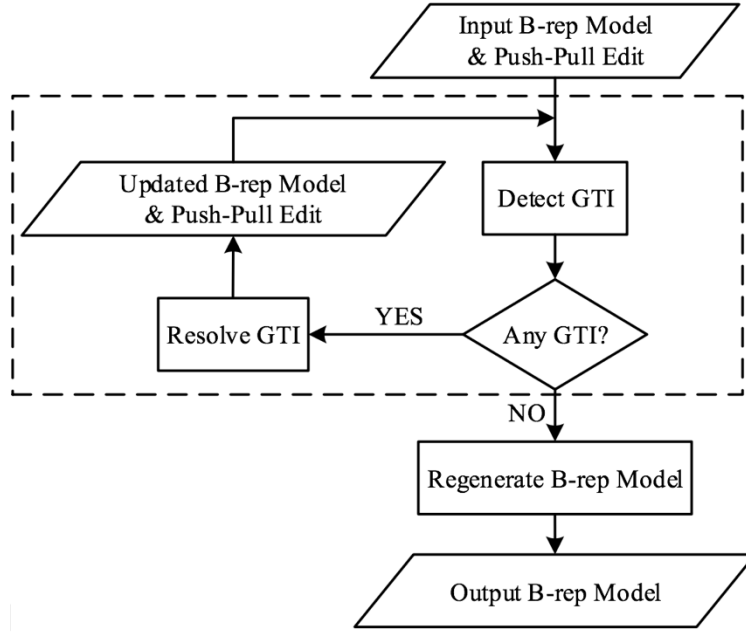 Input B-rep Model
& Push-Pull Edit
Updated B-rep Model
& Push-Pull Edit
Detect GTI
Resolve GTI
YES
Any GTI?
NO
Regenerate B-rep Model
Output B-rep Model